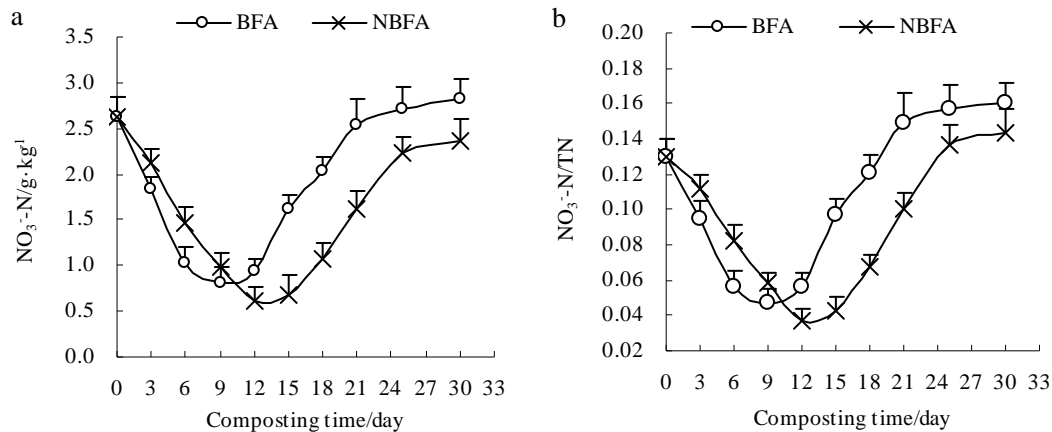 a
BFA NBFA
NO₃⁻-N/g·kg⁻¹
3.5
3.0
2.5
2.0
1.5
1.0
0.5
0.0
0 3 6 9 12 15 18 21 24 27 30 33
Composting time/day
b
BFA NBFA
NO₃⁻-N/TN
0.20
0.18
0.16
0.14
0.12
0.10
0.08
0.06
0.04
0.02
0 3 6 9 12 15 18 21 24 27 30 33
Composting time/day